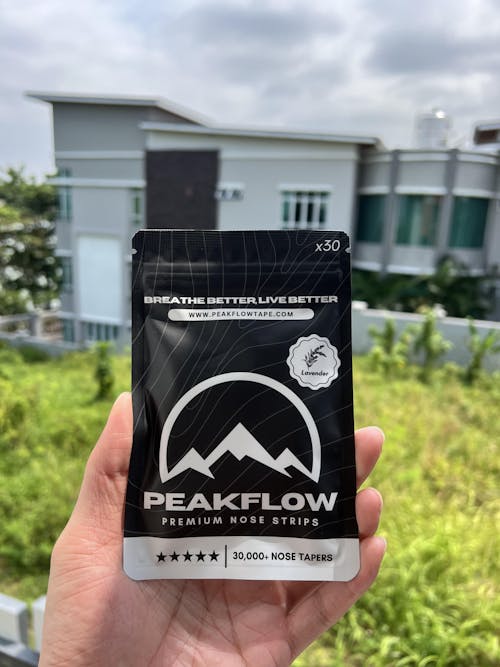 x30
BREATHE BETTER, LIVE BETTER
WWW.PEAKFLOWTAPE.COM
Lavender
PEAKFLOW
PREMIUM NOSE STRIPS
★★★★★ | 30,000+ NOSE TAPERS